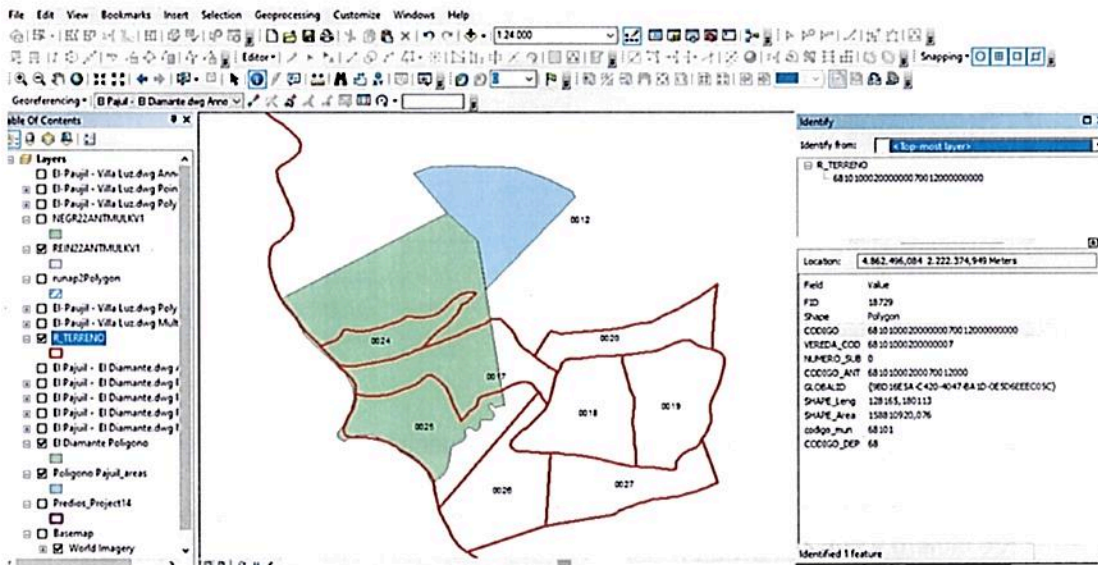 File Edit View Bookmarks Insert Selection Geoprocessing Customize Windows Help
1:24.000
Editor
Snapping
Georeferencing El Pajuil - El Diamante.dwg Anno
Table Of Contents
Layers
El-Paujil - Villa Luz.dwg Ann
El-Paujil - Villa Luz.dwg Poin
El-Paujil - Villa Luz.dwg Poly
NEGR22ANTMULKV1
REIN22ANTMULKV1
runap2Polygon
El-Paujil - Villa Luz.dwg Poly
El-Paujil - Villa Luz.dwg Mult
R_TERRENO
El Pajuil - El Diamante.dwg
El Pajuil - El Diamante.dwg
El Pajuil - El Diamante.dwg
El Pajuil - El Diamante.dwg
El Pajuil - El Diamante.dwg
El Diamante Poligono
Poligono Pajuil_areas
Predios_Project14
Basemap
World Imagery
0012
0024
0020
0017
0018
0019
0025
0026
0027
Identify
Identify from: <Top-most layer>
R_TERRENO
Location: 4.862.496,084 2.222.374,949 Meters
Field Value
FID 18729
Shape Polygon
CODIGO
VEREDA_COD 68101000200000007
NUMERO_SUB 0
CODIGO_ANT 68101000200070012000
GLOBALID
SHAPE_Leng 128165,180113
SHAPE_Area 158810920,076
codigo_mun 68101
CODIGO_DEP 68
Identified 1 feature